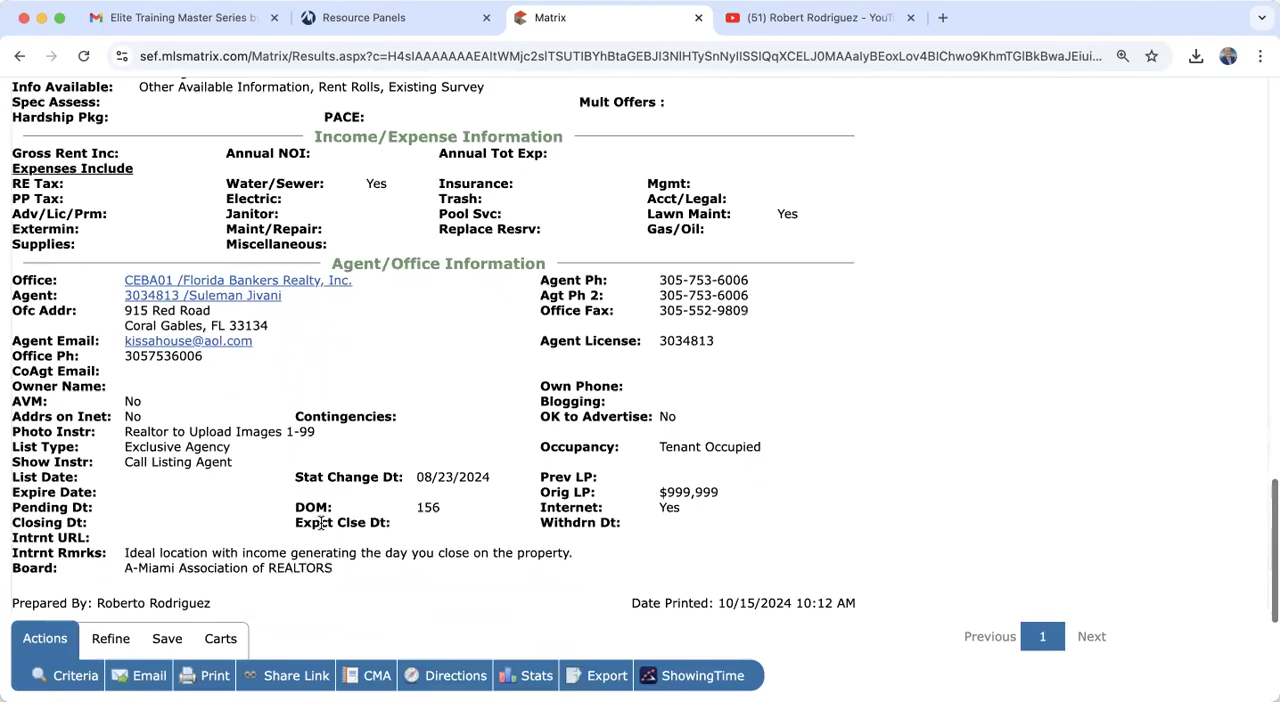 Elite Training Master Series by
Resource Panels
Matrix
(51) Robert Rodriguez - YouT
sef.mlsmatrix.com/Matrix/Results.aspx?c=
Info Available: Other Available Information, Rent Rolls, Existing Survey
Spec Assess: Mult Offers :
Hardship Pkg: PACE:
Income/Expense Information
Gross Rent Inc: Annual NOI: Annual Tot Exp:
Expenses Include
RE Tax: Water/Sewer: Yes Insurance: Mgmt:
PP Tax: Electric: Trash: Acct/Legal:
Adv/Lic/Prm: Janitor: Pool Svc: Lawn Maint: Yes
Extermin: Maint/Repair: Replace Resrv: Gas/Oil:
Supplies: Miscellaneous:
Agent/Office Information
Office: CEBA01 /Florida Bankers Realty, Inc. Agent Ph: 305-753-6006
Agent: 3034813 /Suleman Jivani Agt Ph 2: 305-753-6006
Ofc Addr: 915 Red Road Office Fax: 305-552-9809
Coral Gables, FL 33134
Agent Email: kissahouse@aol.com Agent License: 3034813
Office Ph: 3057536006
CoAgt Email:
Owner Name: Own Phone:
AVM: No Blogging:
Addrs on Inet: No Contingencies: OK to Advertise: No
Photo Instr: Realtor to Upload Images 1-99
List Type: Exclusive Agency Occupancy: Tenant Occupied
Show Instr: Call Listing Agent
List Date: Stat Change Dt: 08/23/2024 Prev LP:
Expire Date: Orig LP: $999,999
Pending Dt: DOM: 156 Internet: Yes
Closing Dt: Expct Clse Dt: Withdrn Dt:
Intrnt URL:
Intrnt Rmrks: Ideal location with income generating the day you close on the property.
Board: A-Miami Association of REALTORS
Prepared By: Roberto Rodriguez Date Printed: 10/15/2024 10:12 AM
Actions Refine Save Carts Previous 1 Next
Criteria Email Print Share Link CMA Directions Stats Export ShowingTime